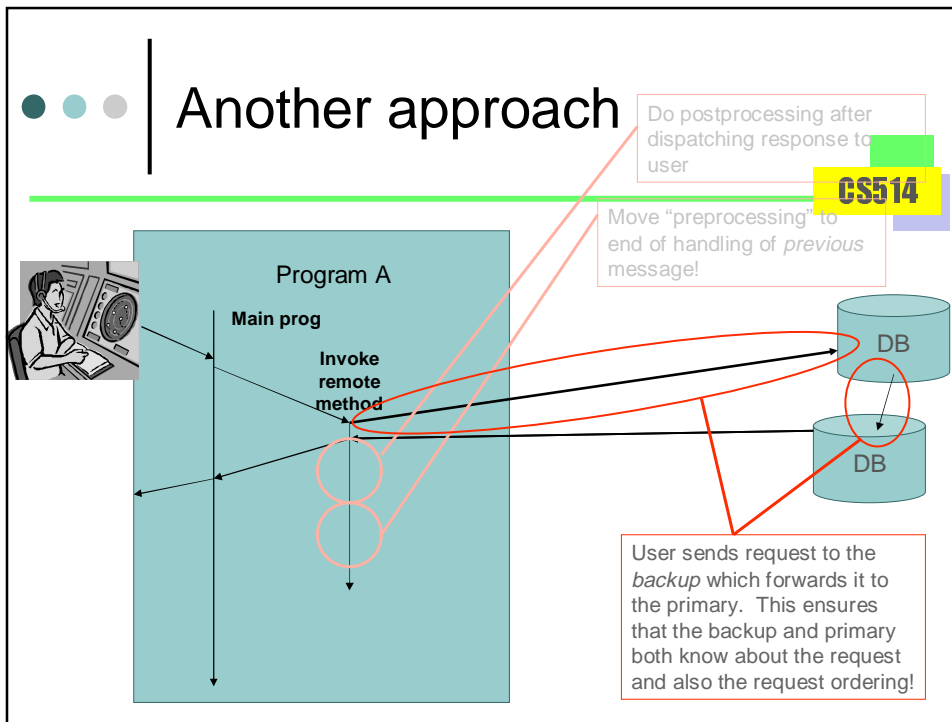 Another approach
Do postprocessing after
dispatching response to
user
CS514
Move “preprocessing” to
end of handling of previous
message!
Program A
Main prog
Invoke
remote
method
DB
DB
User sends request to the
backup which forwards it to
the primary.  This ensures
that the backup and primary
both know about the request
and also the request ordering!